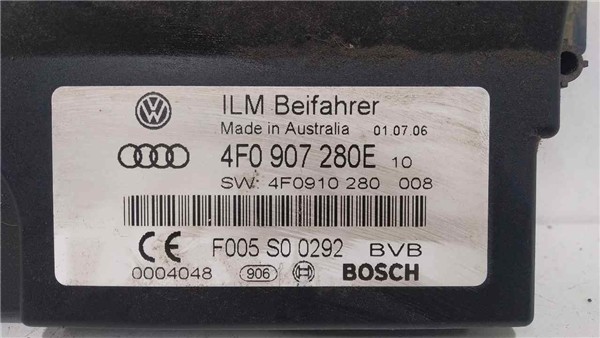 ILM Beifahrer
Made in Australia 01.07.06
4F0 907 280E 10
SW: 4F0910 280 008
F005 S0 0292 BVB
0004048 906 BOSCH